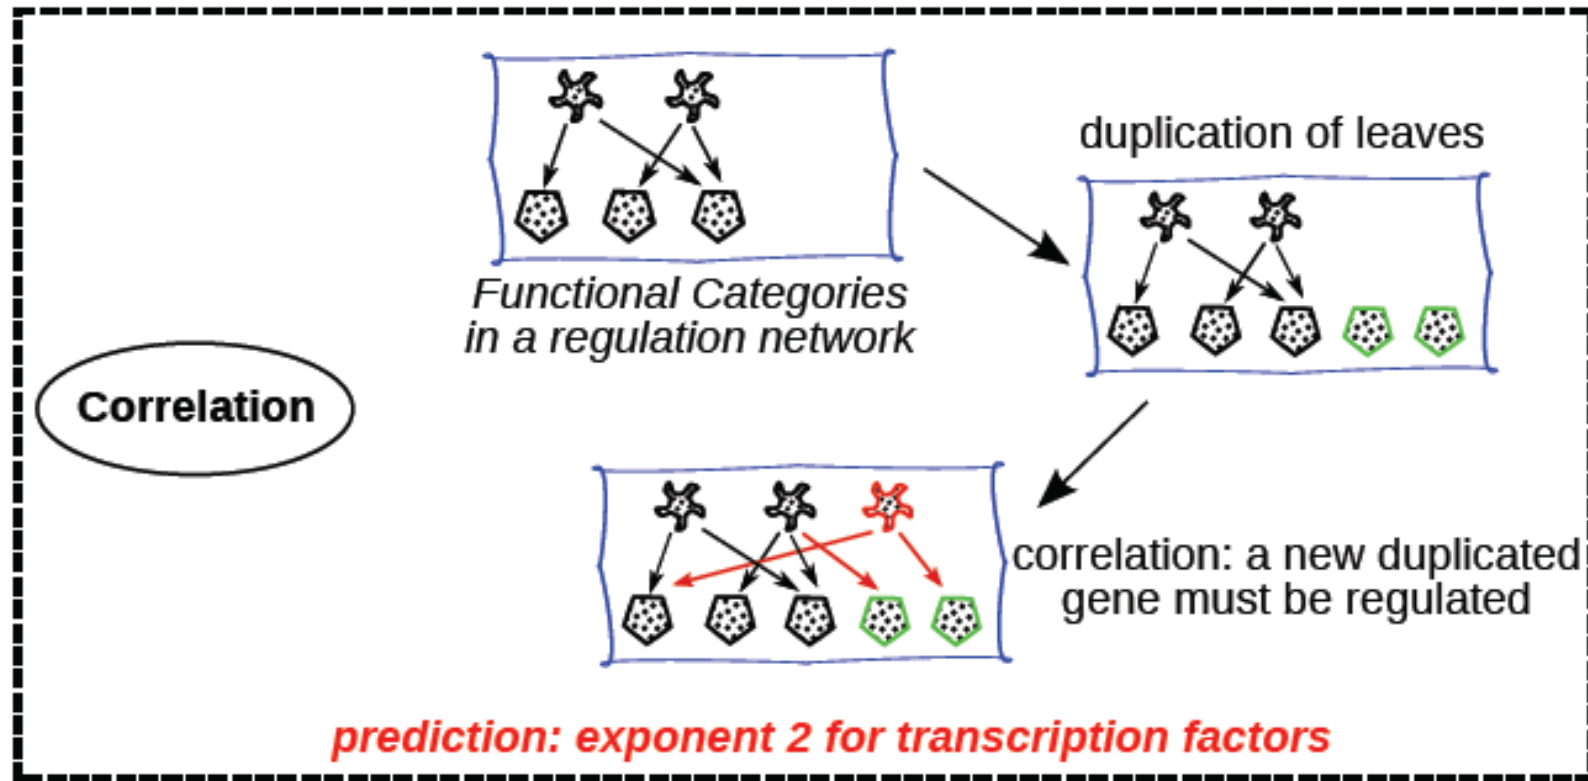 duplication of leaves
Functional Categories
in a regulation network
Correlation
correlation: a new duplicated
gene must be regulated
prediction: exponent 2 for transcription factors